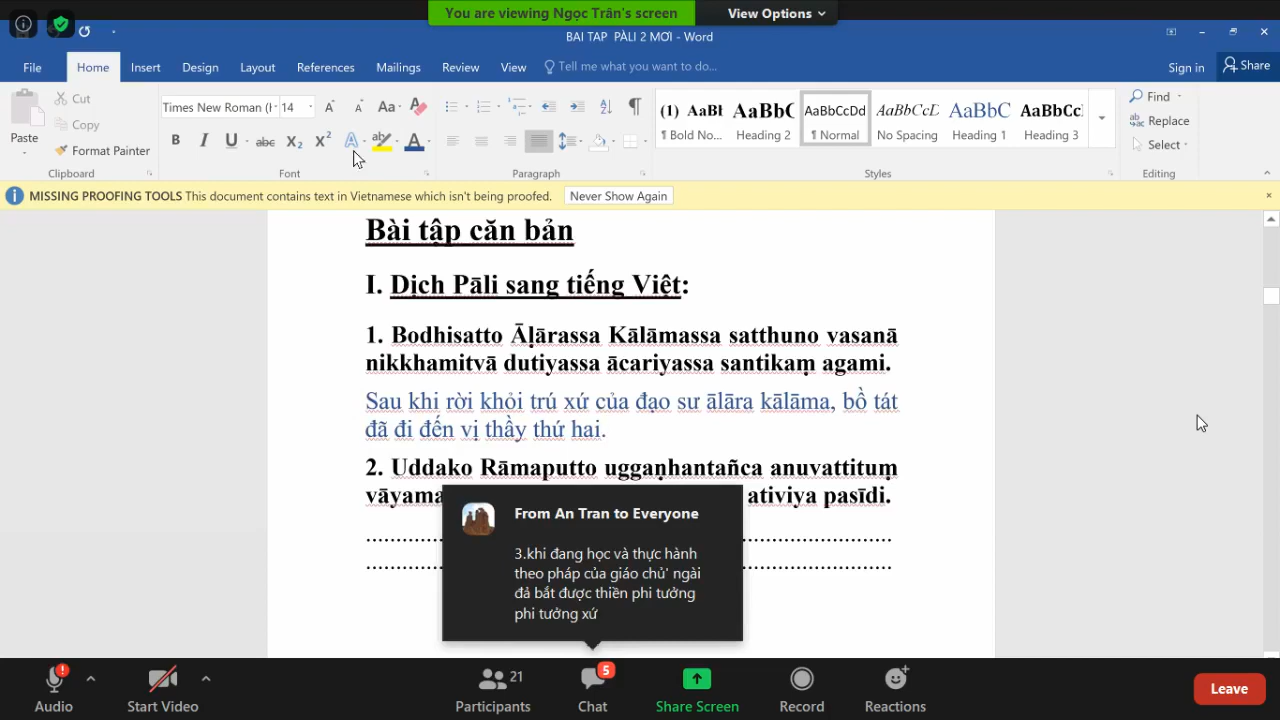 You are viewing Ngọc Trân's screen
View Options
BAI TAP PÀLI 2 MƠI - Word
File Home Insert Design Layout References Mailings Review View Tell me what you want to do... Sign in Share
Paste Cut Copy Format Painter
Clipboard
Times New Roman (H 14 Aa
B I U abc X₂ X² A A
Font
Paragraph
(1) AaBl AaBbC AaBbCcDd AaBbCcD AaBbC AaBbCc
¶ Bold No... Heading 2 ¶ Normal No Spacing Heading 1 Heading 3
Styles
Find
Replace
Select
Editing
MISSING PROOFING TOOLS This document contains text in Vietnamese which isn't being proofed. Never Show Again
Bài tập căn bản
I. Dịch Pāli sang tiếng Việt:
1. Bodhisatto Āḷārassa Kālāmassa satthuno vasanā
nikkhamitvā dutiyassa ācariyassa santikaṃ agami.
Sau khi rời khỏi trú xứ của đạo sư ālāra kālāma, bồ tát
đã đi đến vị thầy thứ hai.
2. Uddako Rāmaputto uggaṇhantañca anuvattituṃ
vāyama ativiya pasīdi.
From An Tran to Everyone
3.khi đang học và thực hành
theo pháp của giáo chủ' ngài
đả bắt được thiền phi tưởng
phi tưởng xứ
Audio
Start Video
21
Participants
5
Chat
Share Screen
Record
Reactions
Leave